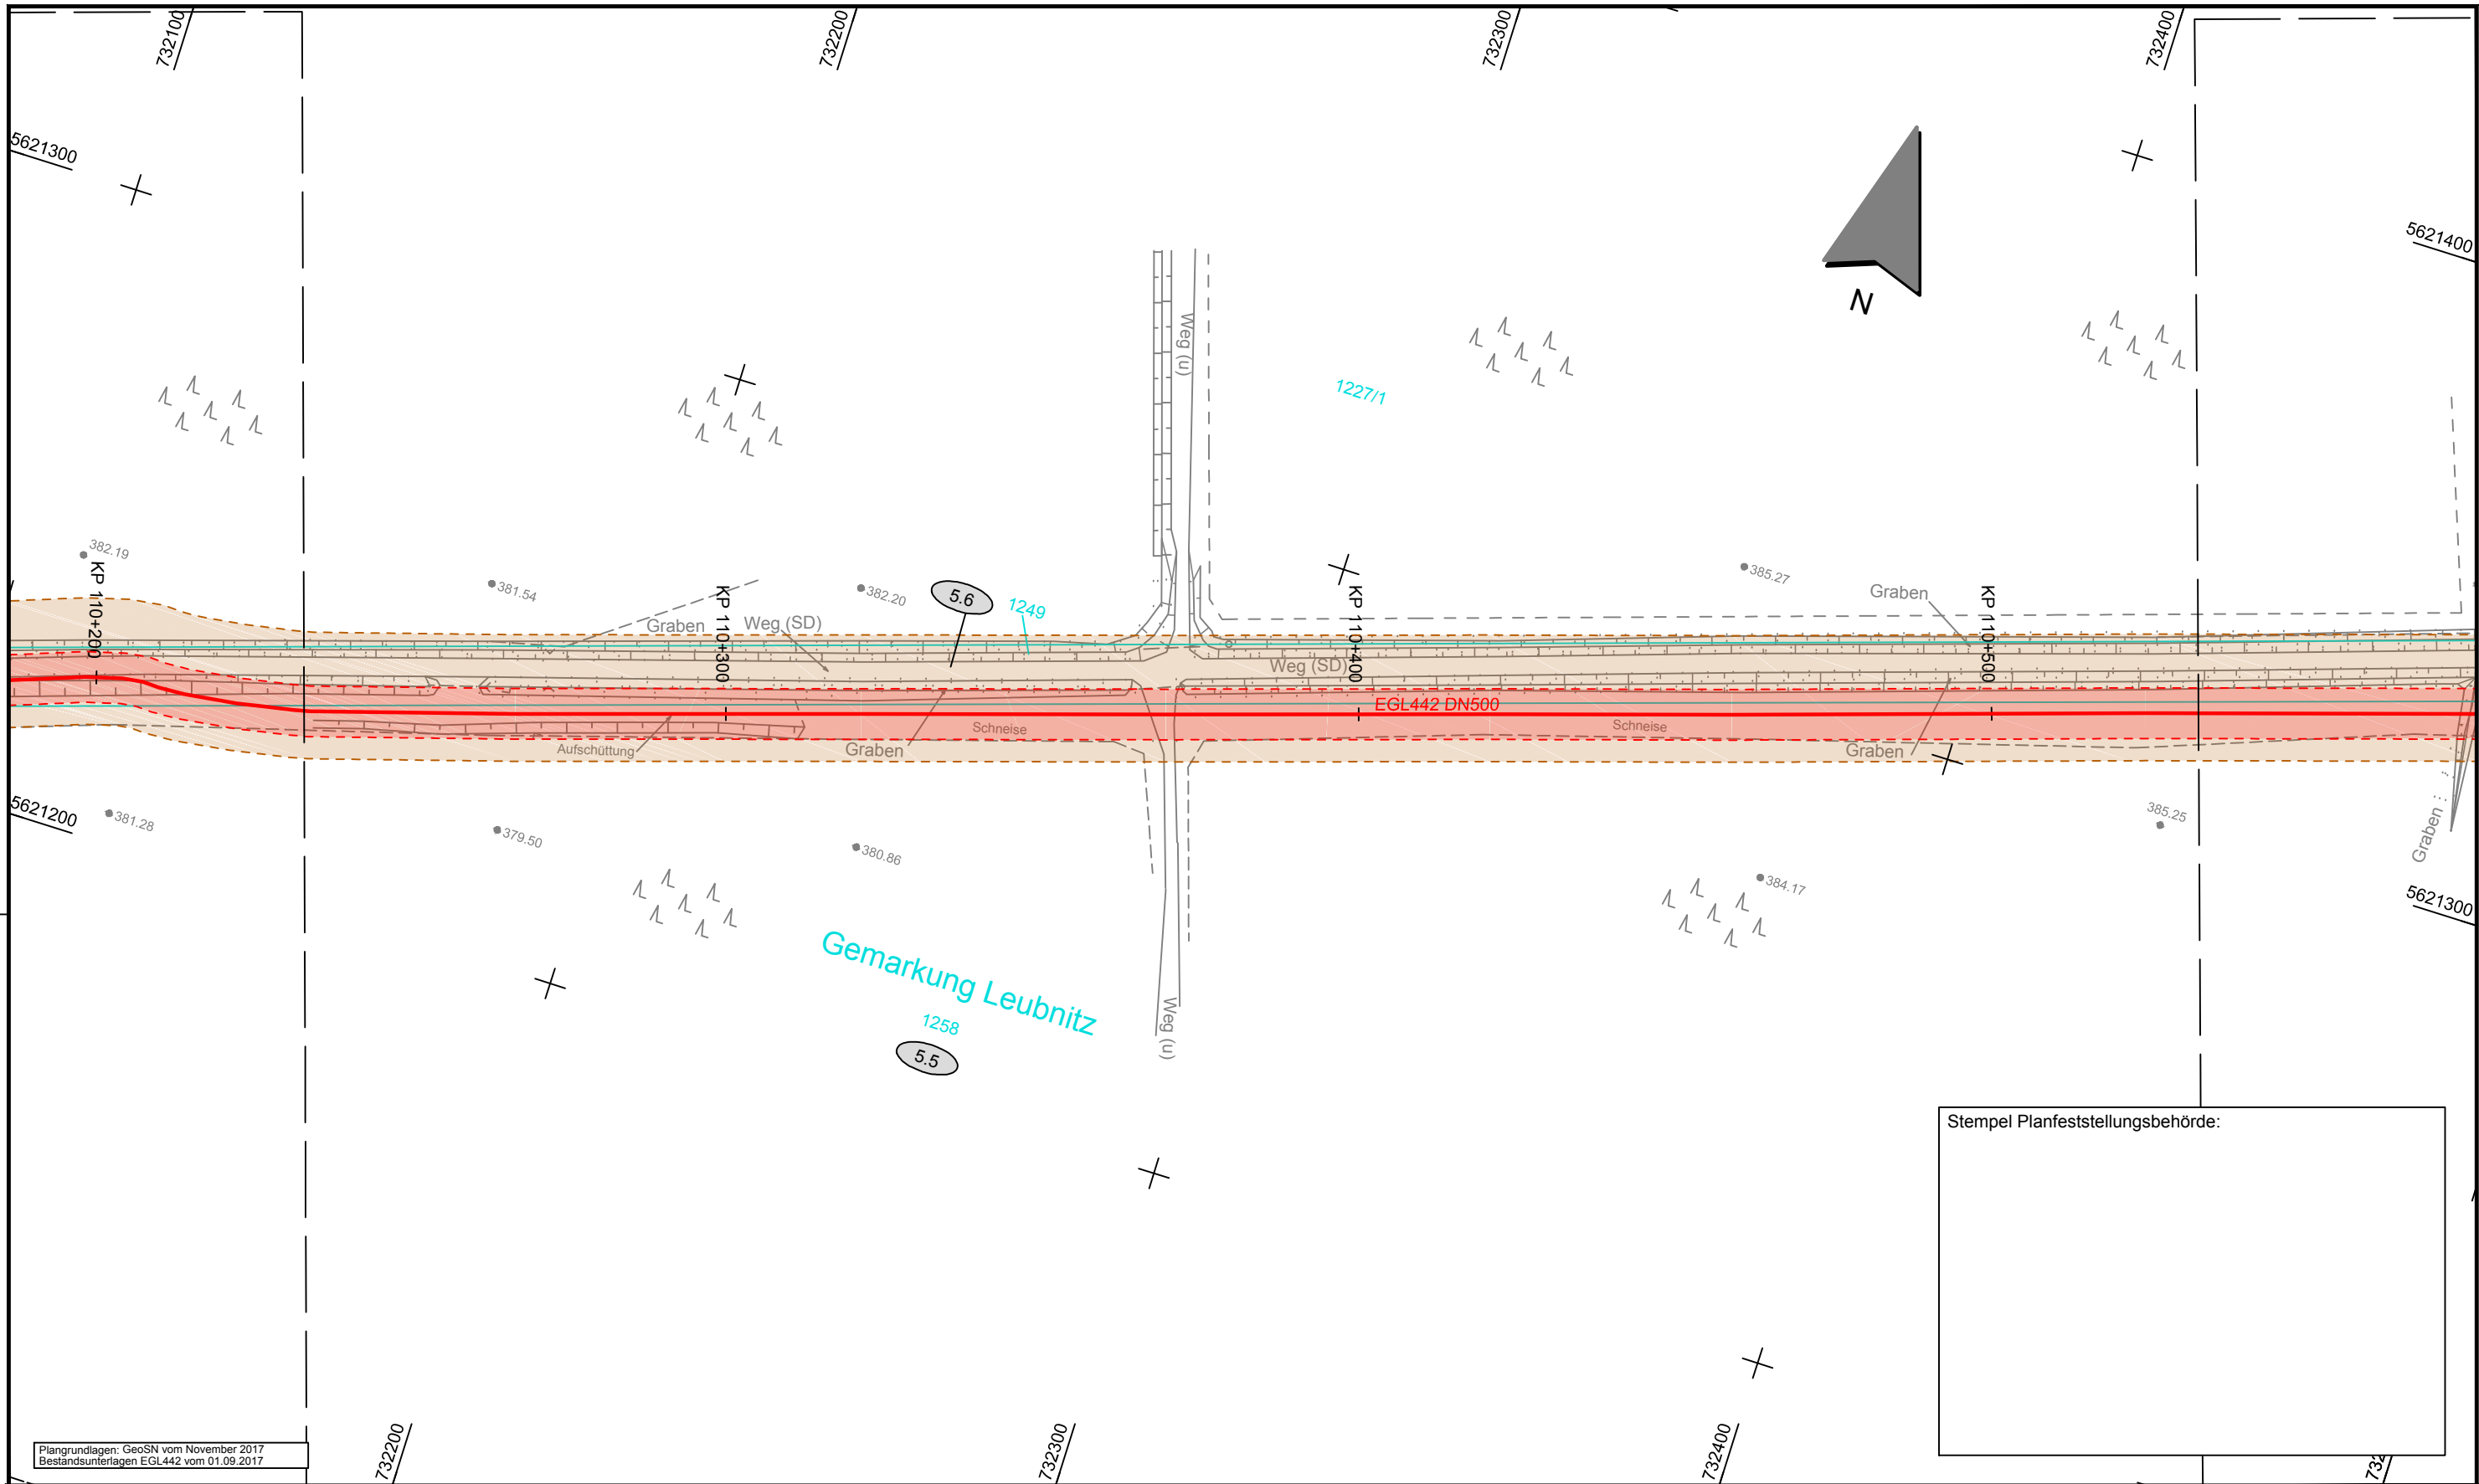 732100
732200
732300
732400
5621300
5621400
N
Weg (u)
1227/1
382.19
KP 110+200
381.54
Graben
Weg (SD)
KP 110+300
382.20
5.6
1249
KP 110+400
Weg (SD)
385.27
Graben
KP 110+500
EGL442 DN500
Schneise
Schneise
Aufschüttung
Graben
Graben
5621200
381.28
379.50
380.86
384.17
385.25
Graben
5621300
Gemarkung Leubnitz
1258
5.5
Weg (u)
Stempel Planfeststellungsbehörde:
Plangrundlagen: GeoSN vom November 2017
Bestandsunterlagen EGL442 vom 01.09.2017
732200
732300
732400